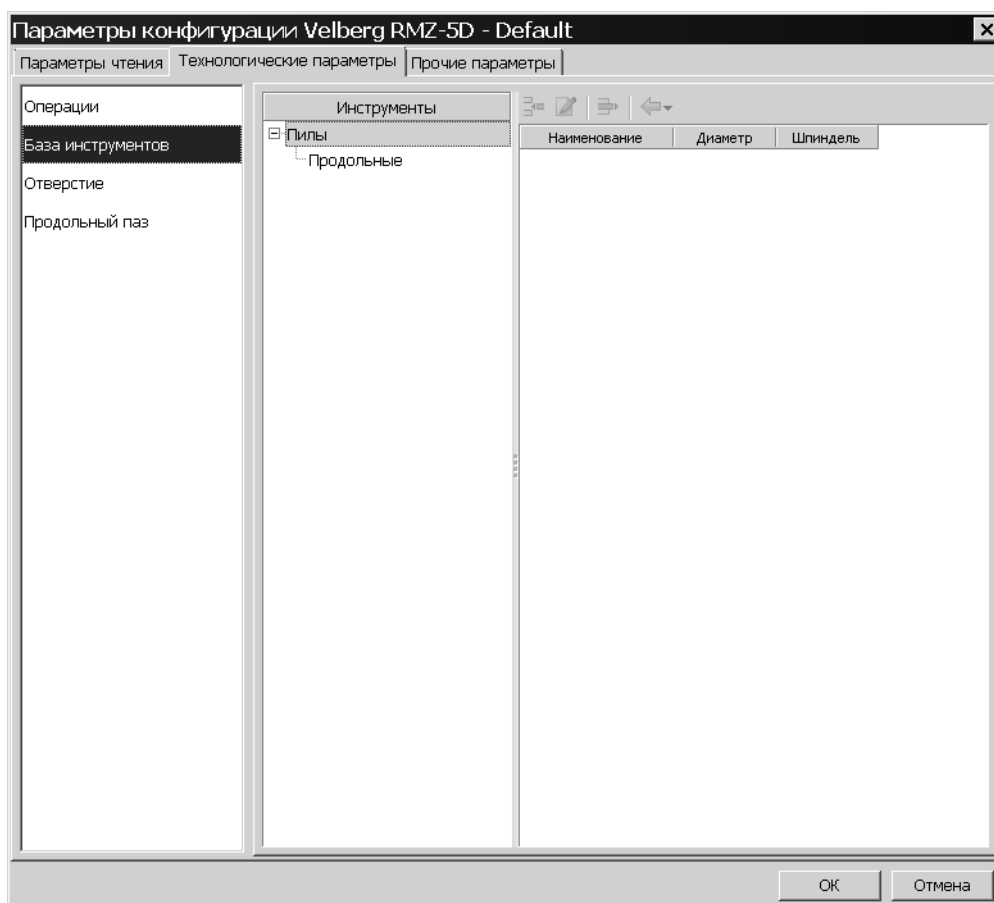 Параметры конфигурации Velberg RMZ-5D - Default
Параметры чтения Технологические параметры Прочие параметры
Операции
База инструментов
Отверстие
Продольный паз
Инструменты
Пилы
Продольные
Наименование Диаметр Шпиндель
ОК Отмена